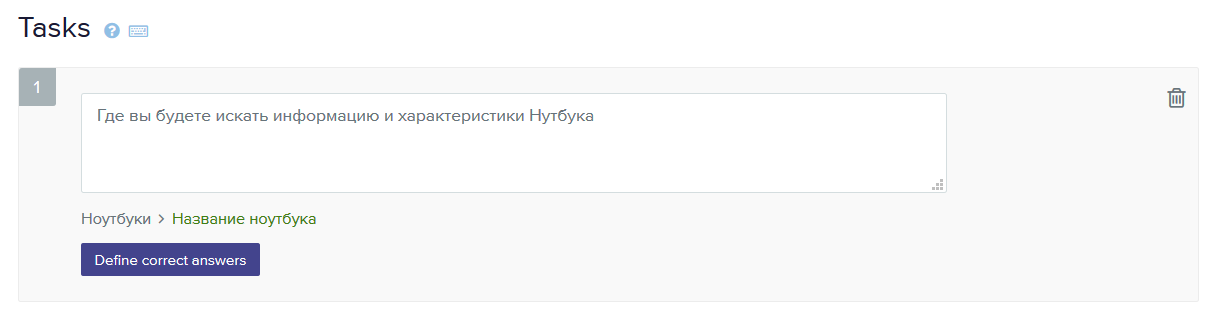 Tasks
1
Где вы будете искать информацию и характеристики Нутбука
Ноутбуки > Название ноутбука
Define correct answers